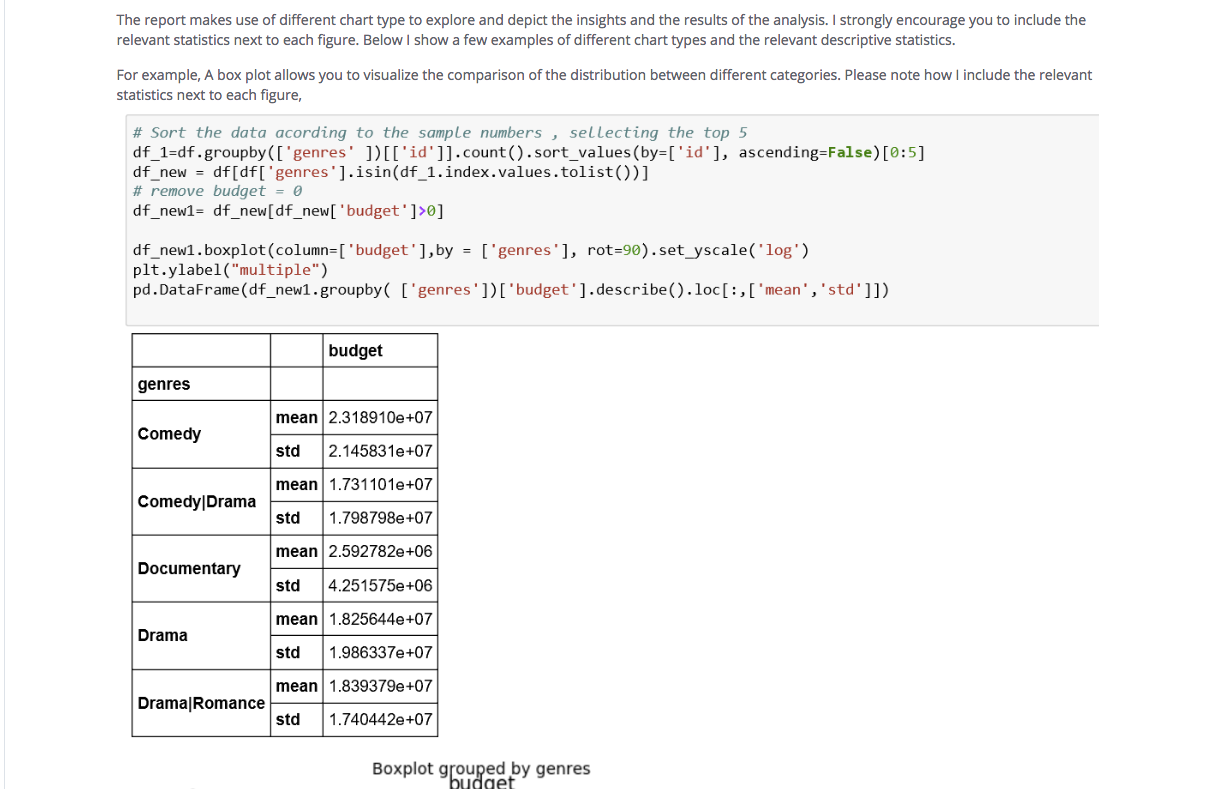 The report makes use of different chart type to explore and depict the insights and the results of the analysis. I strongly encourage you to include the
relevant statistics next to each figure. Below I show a few examples of different chart types and the relevant descriptive statistics.
For example, A box plot allows you to visualize the comparison of the distribution between different categories. Please note how I include the relevant
statistics next to each figure,
# Sort the data acording to the sample numbers , sellecting the top 5
df_1=df.groupby(['genres' ])[['id']].count().sort_values(by=['id'], ascending=False)[0:5]
df_new = df[df['genres'].isin(df_1.index.values.tolist())]
# remove budget = 0
df_new1= df_new[df_new['budget']>0]
df_new1.boxplot(column=['budget'],by = ['genres'], rot=90).set_yscale('log')
plt.ylabel("multiple")
pd.DataFrame(df_new1.groupby( ['genres'])['budget'].describe().loc[:,['mean','std']])
budget
genres
Comedy
mean 2.318910e+07
std 2.145831e+07
Comedy|Drama
mean 1.731101e+07
std 1.798798e+07
Documentary
mean 2.592782e+06
std 4.251575e+06
Drama
mean 1.825644e+07
std 1.986337e+07
Drama|Romance
mean 1.839379e+07
std 1.740442e+07
Boxplot grouped by genres
budget